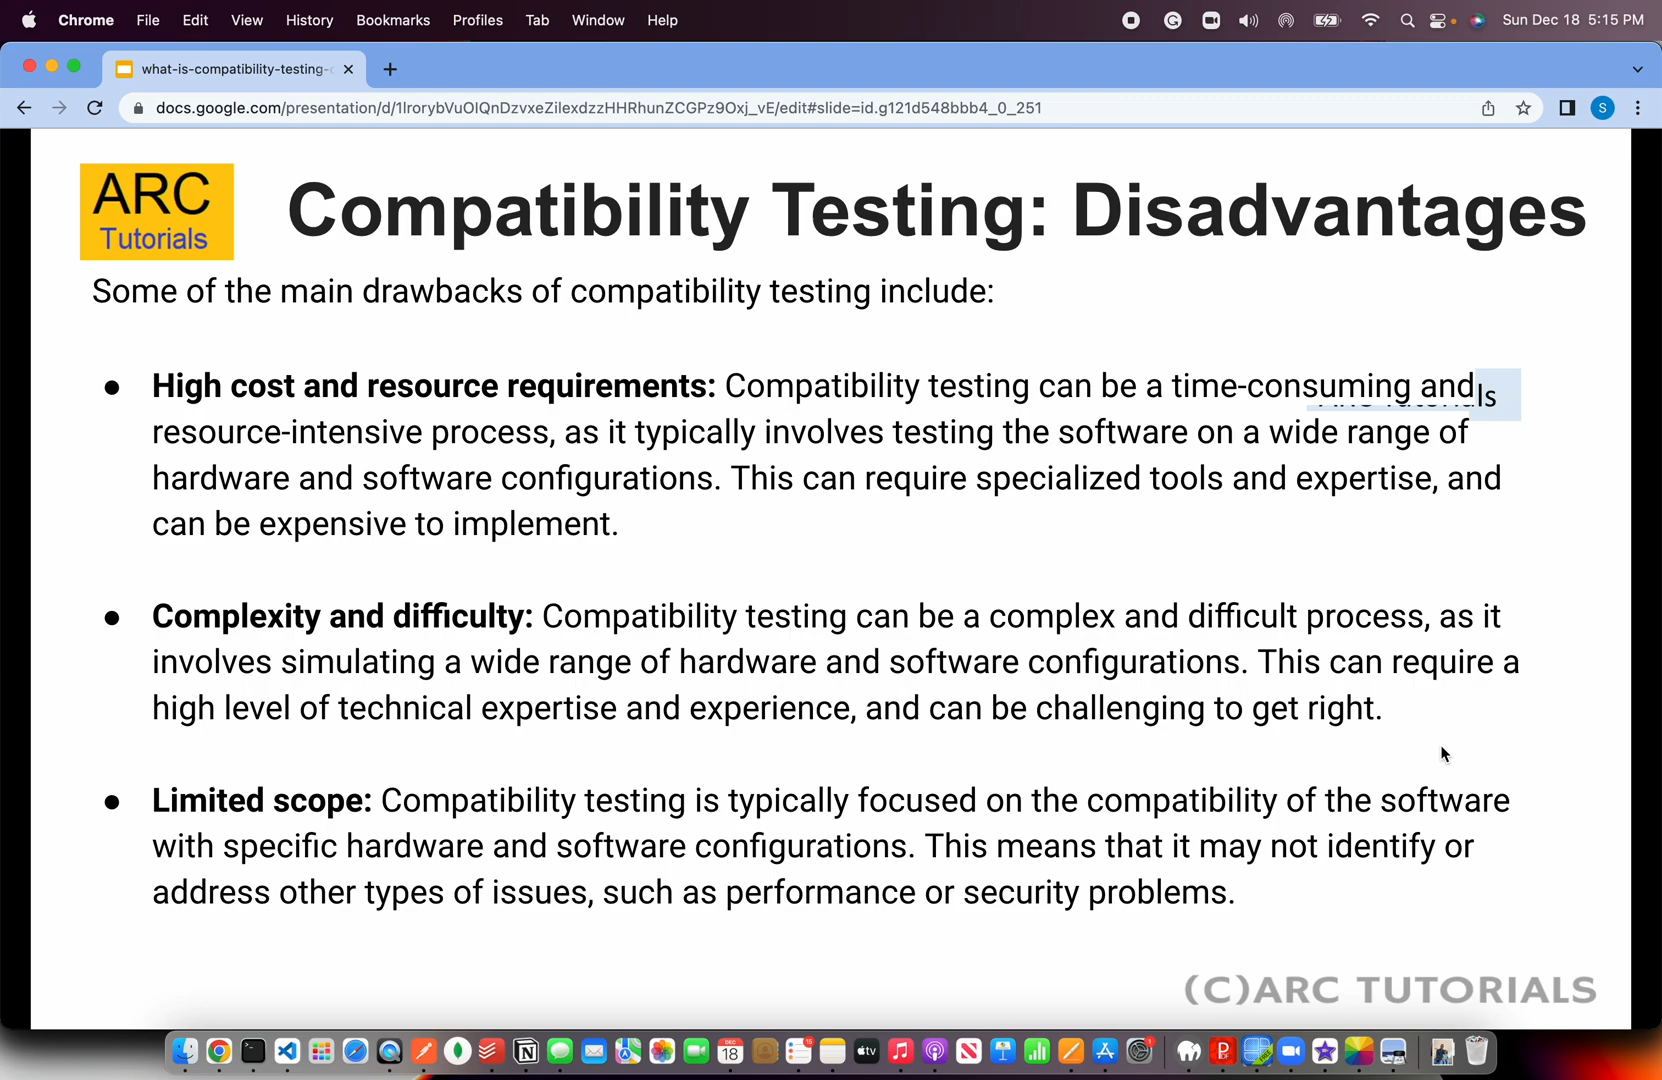 Chrome File Edit View History Bookmarks Profiles Tab Window Help Sun Dec 18 5:15 PM
what-is-compatibility-testing-
docs.google.com/presentation/d/1lrorybVuOIQnDzvxeZilexdzzHHRhunZCGPz9Oxj_vE/edit#slide=id.g121d548bbb4_0_251
S
ARC
Tutorials
Compatibility Testing: Disadvantages
Some of the main drawbacks of compatibility testing include:
● High cost and resource requirements: Compatibility testing can be a time-consuming and
resource-intensive process, as it typically involves testing the software on a wide range of
hardware and software configurations. This can require specialized tools and expertise, and
can be expensive to implement.
● Complexity and difficulty: Compatibility testing can be a complex and difficult process, as it
involves simulating a wide range of hardware and software configurations. This can require a
high level of technical expertise and experience, and can be challenging to get right.
● Limited scope: Compatibility testing is typically focused on the compatibility of the software
with specific hardware and software configurations. This means that it may not identify or
address other types of issues, such as performance or security problems.
(C)ARC TUTORIALS
DEC
18
tv